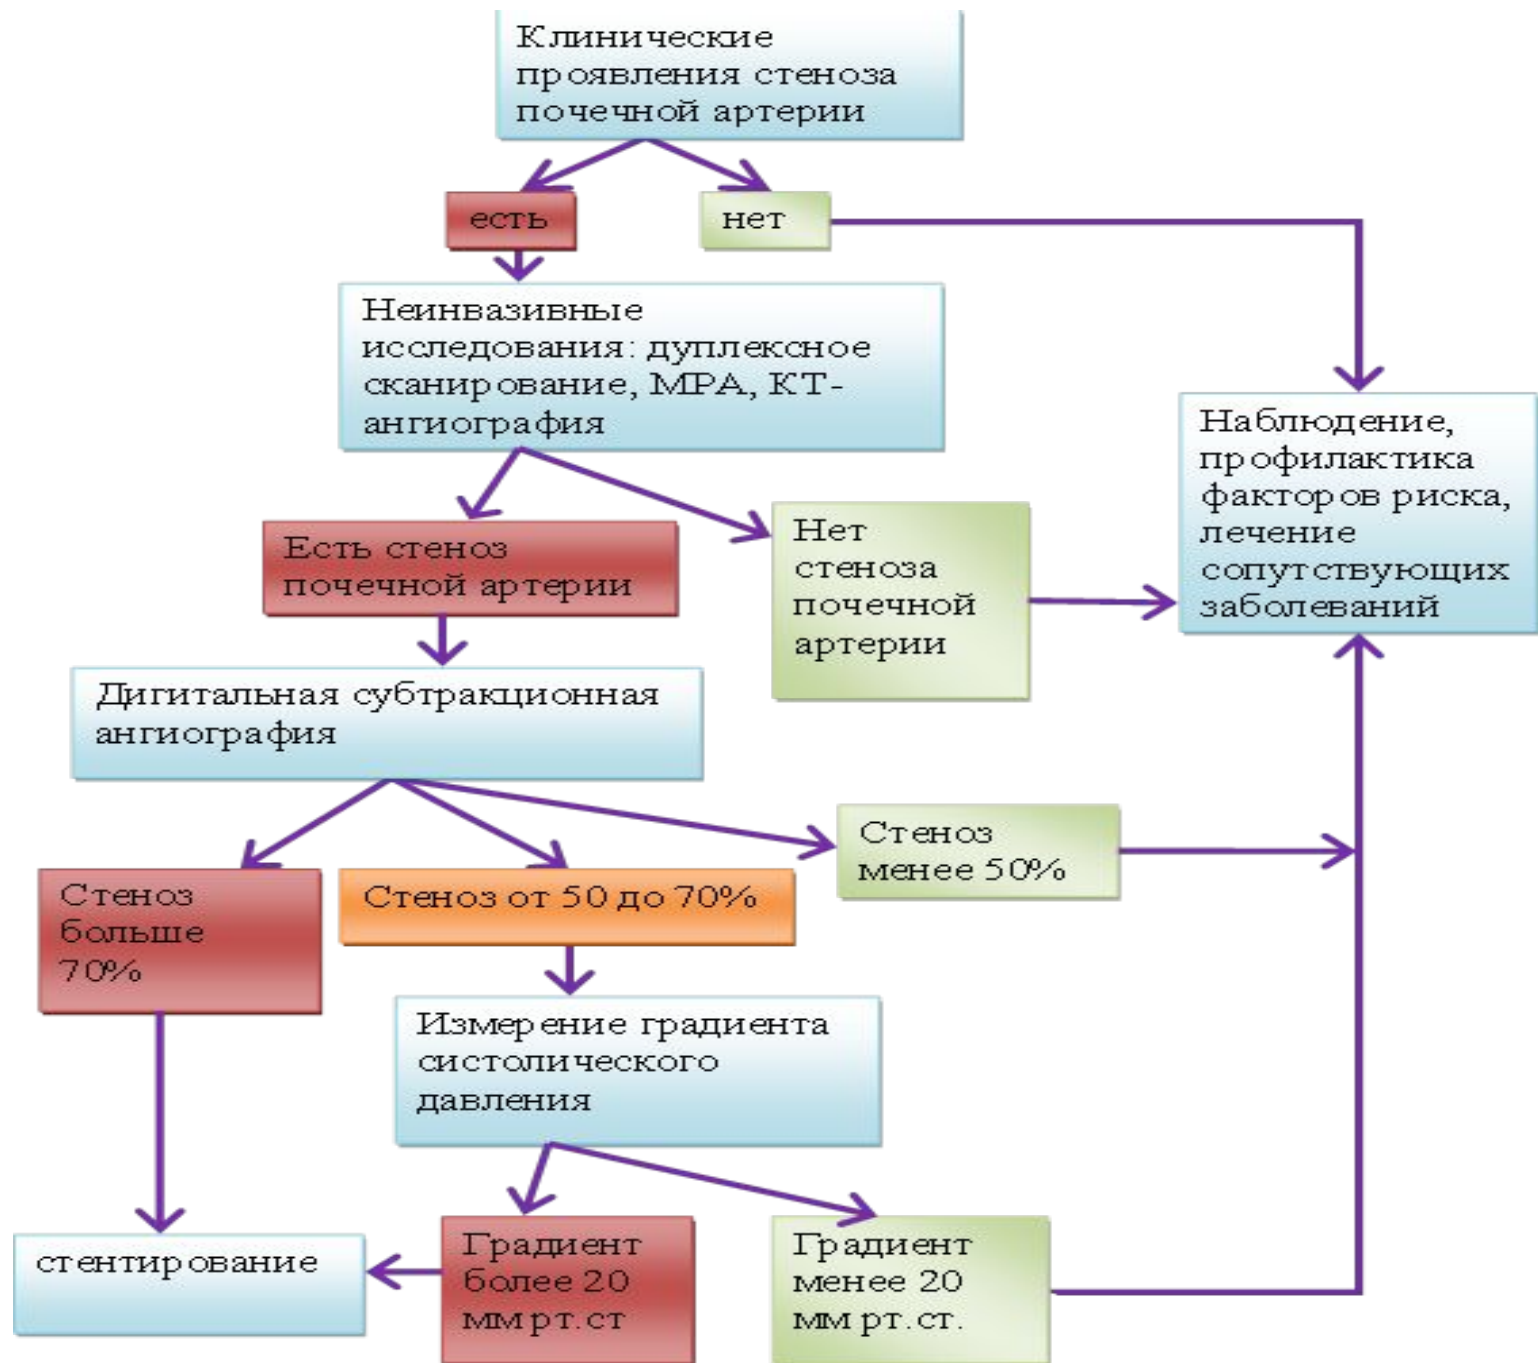 Клинические
проявления стеноза
почечной артерии
есть
нет
Неинвазивные
исследования: дуплексное
сканирование, МРА, КТ-
ангиография
Наблюдение,
профилактика
факторов риска,
лечение
сопутствующих
заболеваний
Есть стеноз
почечной артерии
Нет
стеноза
почечной
артерии
Дигитальная субтракционная
ангиография
Стеноз
менее 50%
Стеноз
больше
70%
Стеноз от 50 до 70%
Измерение градиента
систолического
давления
стентирование
Градиент
более 20
мм рт.ст
Градиент
менее 20
мм рт.ст.